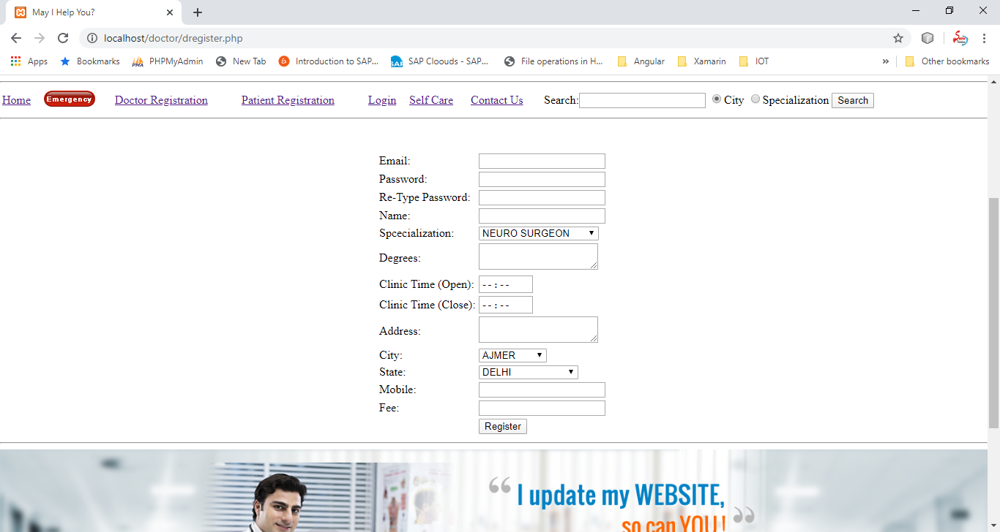 May I Help You?
localhost/doctor/dregister.php
Apps Bookmarks PHPMyAdmin New Tab Introduction to SAP... SAP Cloouds - SAP... File operations in H... Angular Xamarin IOT » Other bookmarks
Home Emergency Doctor Registration Patient Registration Login Self Care Contact Us Search: City Specialization Search
Email:
Password:
Re-Type Password:
Name:
Spcecialization: NEURO SURGEON
Degrees:
Clinic Time (Open): --:--
Clinic Time (Close): --:--
Address:
City: AJMER
State: DELHI
Mobile:
Fee:
Register
“ I update my WEBSITE,
so can YOU! ”